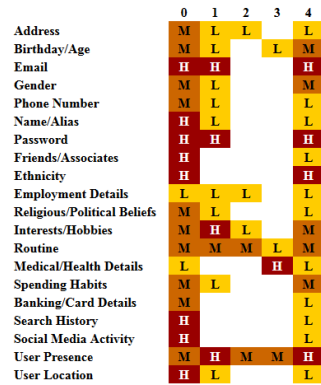 0 1 2 3 4
Address M L L L
Birthday/Age M L L L
Email H H H
Gender M L M
Phone Number M L L
Name/Alias H L L
Password H H H
Friends/Associates H L
Ethnicity H H
Employment Details L L L L
Religious/Political Beliefs M L L
Interests/Hobbies M H L M
Routine M M M L M
Medical/Health Details L H L
Spending Habits M L M
Banking/Card Details M L
Search History H L
Social Media Activity H L
User Presence M H M M H
User Location H L L